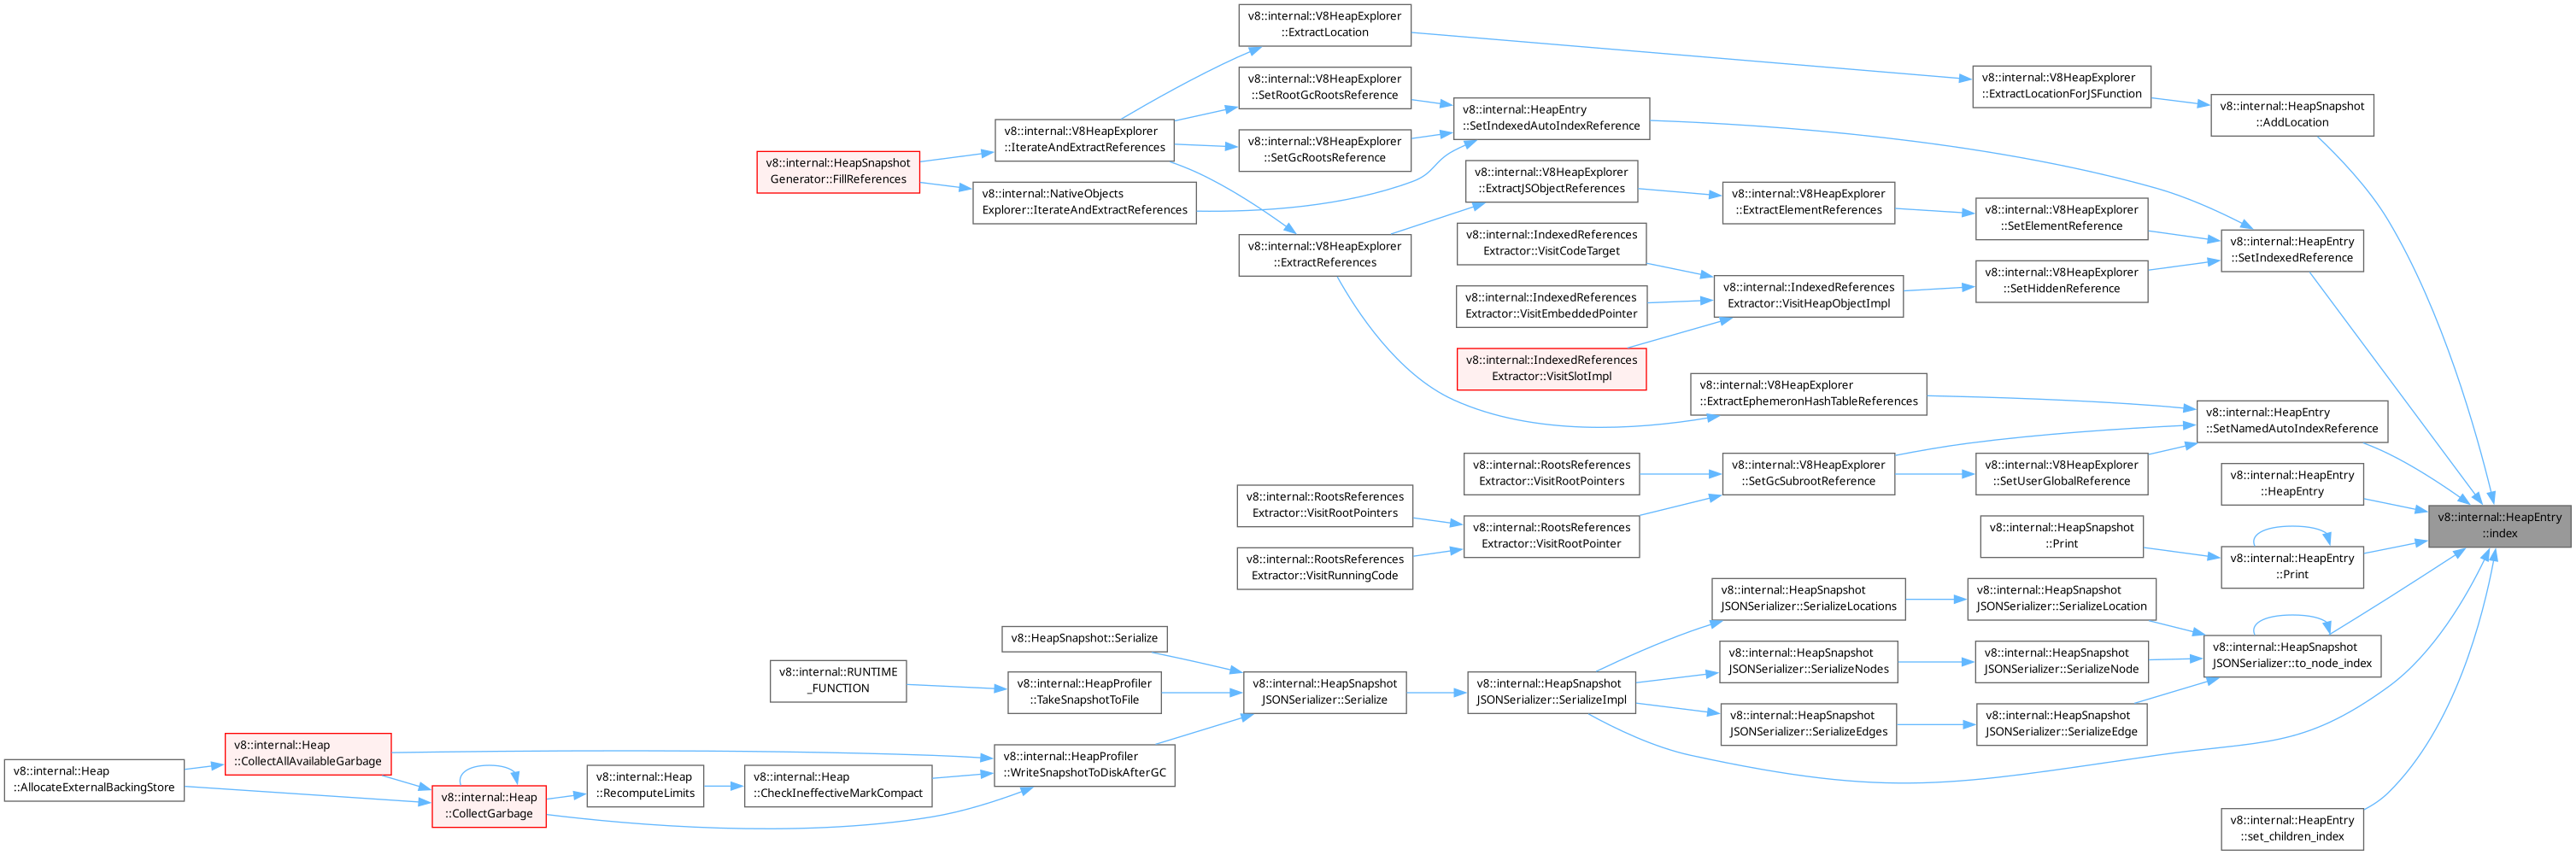 v8::internal::V8HeapExplorer
::ExtractLocation
v8::internal::V8HeapExplorer
::SetRootGcRootsReference
v8::internal::V8HeapExplorer
::ExtractLocationForJSFunction
v8::internal::HeapSnapshot
::AddLocation
v8::internal::HeapEntry
::SetIndexedAutoIndexReference
v8::internal::V8HeapExplorer
::IterateAndExtractReferences
v8::internal::V8HeapExplorer
::SetGcRootsReference
v8::internal::HeapSnapshot
Generator::FillReferences
v8::internal::V8HeapExplorer
::ExtractJSObjectReferences
v8::internal::NativeObjects
Explorer::IterateAndExtractReferences
v8::internal::V8HeapExplorer
::ExtractElementReferences
v8::internal::V8HeapExplorer
::SetElementReference
v8::internal::IndexedReferences
Extractor::VisitCodeTarget
v8::internal::V8HeapExplorer
::ExtractReferences
v8::internal::HeapEntry
::SetIndexedReference
v8::internal::V8HeapExplorer
::SetHiddenReference
v8::internal::IndexedReferences
Extractor::VisitHeapObjectImpl
v8::internal::IndexedReferences
Extractor::VisitEmbeddedPointer
v8::internal::IndexedReferences
Extractor::VisitSlotImpl
v8::internal::V8HeapExplorer
::ExtractEphemeronHashTableReferences
v8::internal::HeapEntry
::SetNamedAutoIndexReference
v8::internal::RootsReferences
Extractor::VisitRootPointers
v8::internal::V8HeapExplorer
::SetGcSubrootReference
v8::internal::V8HeapExplorer
::SetUserGlobalReference
v8::internal::HeapEntry
::HeapEntry
v8::internal::RootsReferences
Extractor::VisitRootPointers
v8::internal::RootsReferences
Extractor::VisitRootPointer
v8::internal::HeapEntry
::index
v8::internal::HeapSnapshot
::Print
v8::internal::HeapEntry
::Print
v8::internal::RootsReferences
Extractor::VisitRunningCode
v8::internal::HeapSnapshot
JSONSerializer::SerializeLocations
v8::internal::HeapSnapshot
JSONSerializer::SerializeLocation
v8::HeapSnapshot::Serialize
v8::internal::HeapSnapshot
JSONSerializer::to_node_index
v8::internal::HeapSnapshot
JSONSerializer::SerializeNodes
v8::internal::HeapSnapshot
JSONSerializer::SerializeNode
v8::internal::RUNTIME
_FUNCTION
v8::internal::HeapProfiler
::TakeSnapshotToFile
v8::internal::HeapSnapshot
JSONSerializer::Serialize
v8::internal::HeapSnapshot
JSONSerializer::SerializeImpl
v8::internal::HeapSnapshot
JSONSerializer::SerializeEdges
v8::internal::HeapSnapshot
JSONSerializer::SerializeEdge
v8::internal::Heap
::CollectAllAvailableGarbage
v8::internal::HeapProfiler
::WriteSnapshotToDiskAfterGC
v8::internal::Heap
::AllocateExternalBackingStore
v8::internal::Heap
::RecomputeLimits
v8::internal::Heap
::CheckIneffectiveMarkCompact
v8::internal::Heap
::CollectGarbage
v8::internal::HeapEntry
::set_children_index